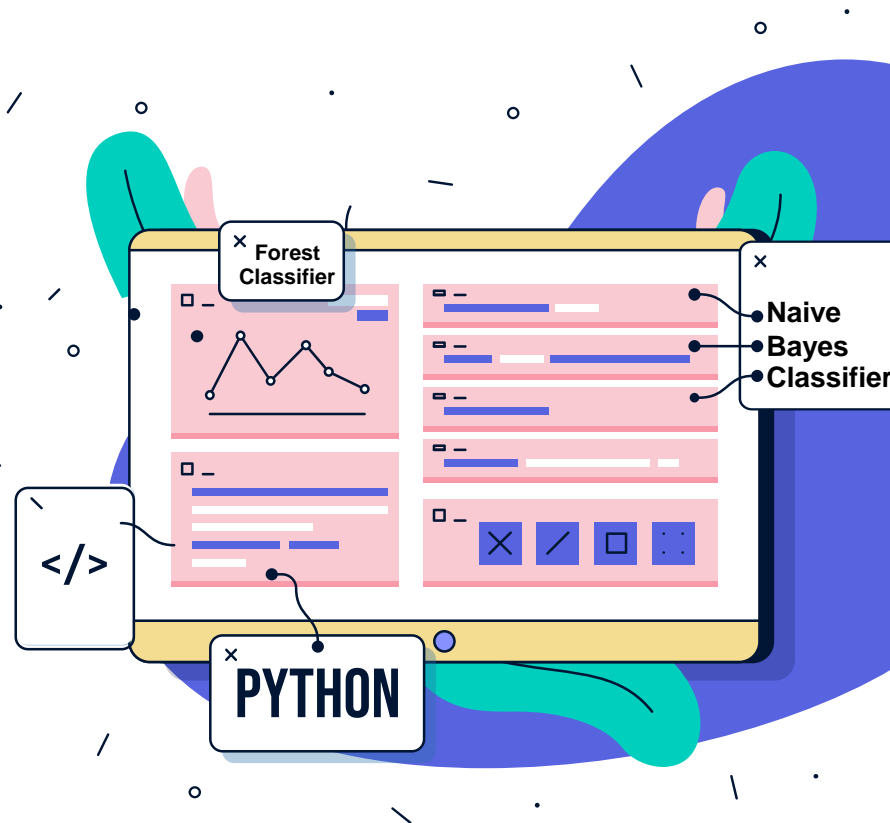 Forest
Classifier
Naive
Bayes
Classifier
</>
PYTHON